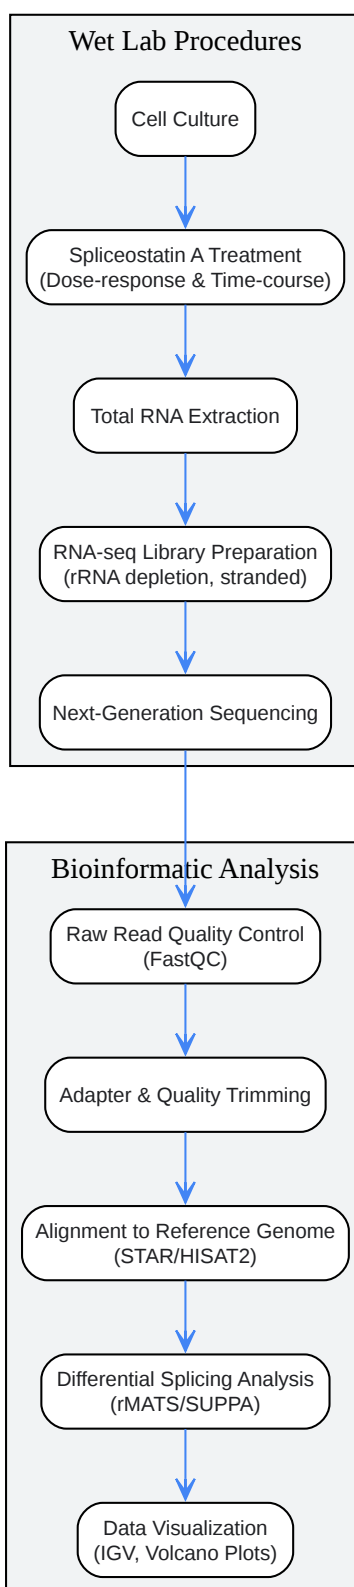 Wet Lab Procedures
Cell Culture
Spliceostatin A Treatment
(Dose-response & Time-course)
Total RNA Extraction
RNA-seq Library Preparation
(rRNA depletion, stranded)
Next-Generation Sequencing
Bioinformatic Analysis
Raw Read Quality Control
(FastQC)
Adapter & Quality Trimming
Alignment to Reference Genome
(STAR/HISAT2)
Differential Splicing Analysis
(rMATS/SUPPA)
Data Visualization
(IGV, Volcano Plots)